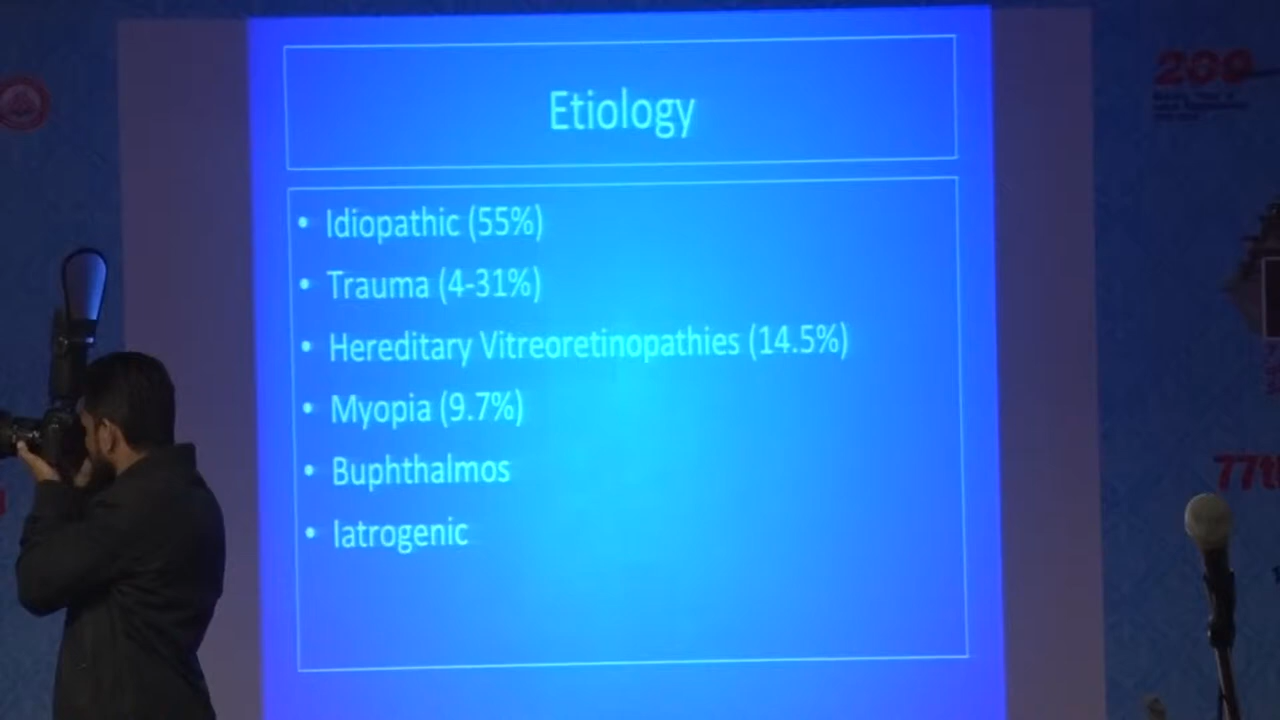 Etiology
• Idiopathic (55%)
• Trauma (4-31%)
• Hereditary Vitreoretinopathies (14.5%)
• Myopia (9.7%)
• Buphthalmos
• Iatrogenic